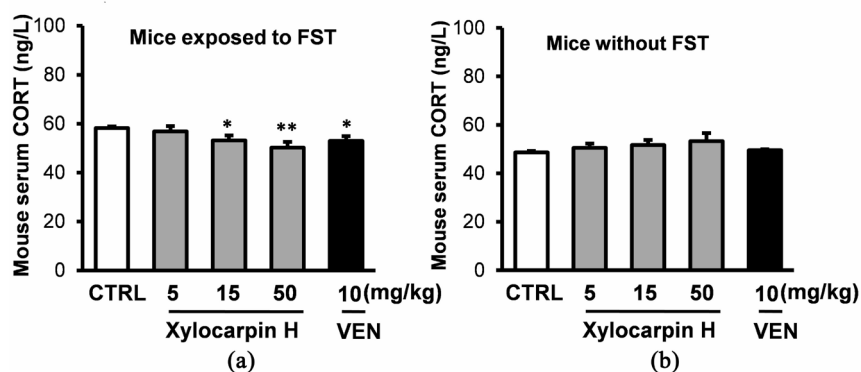 Mouse serum CORT (ng/L)
100
80
60
40
20
0
Mice exposed to FST
*
**
*
CTRL 5 15 50 10(mg/kg)
Xylocarpin H VEN
(a)
Mouse serum CORT (ng/L)
100
80
60
40
20
0
Mice without FST
CTRL 5 15 50 10(mg/kg)
Xylocarpin H VEN
(b)